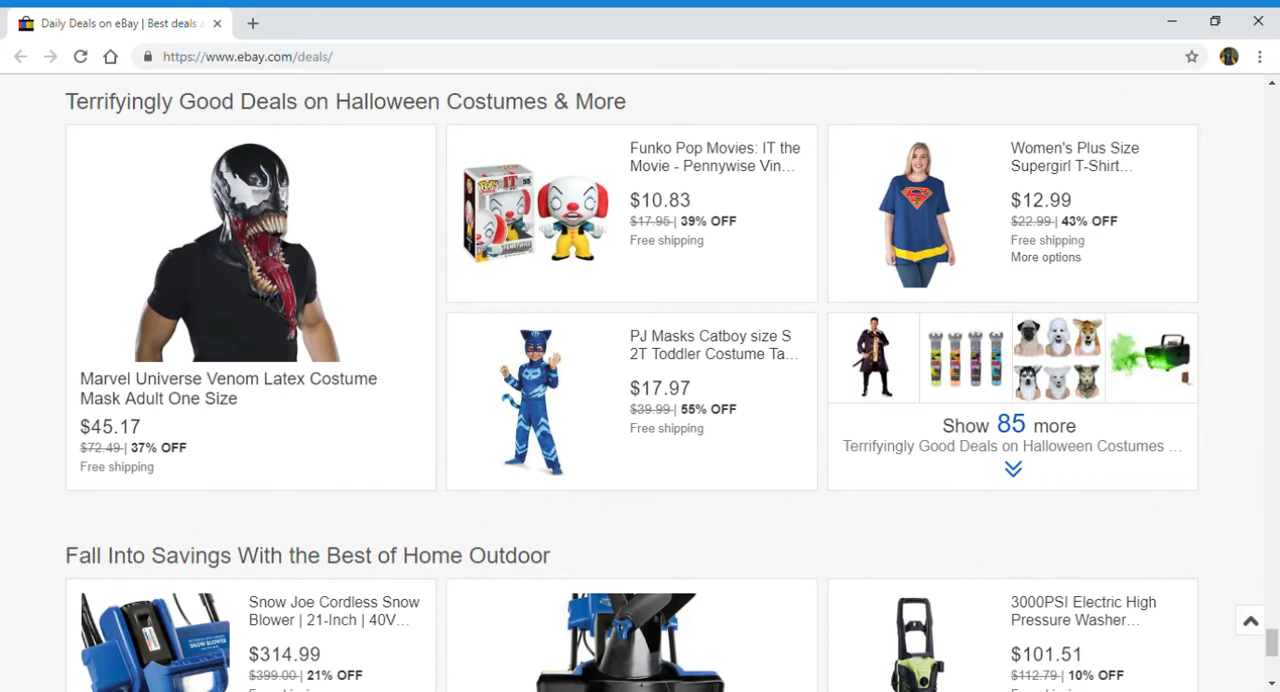 Daily Deals on eBay | Best deals a
https://www.ebay.com/deals/
Terrifyingly Good Deals on Halloween Costumes & More
Marvel Universe Venom Latex Costume
Mask Adult One Size
$45.17
$72.49 | 37% OFF
Free shipping
Funko Pop Movies: IT the
Movie - Pennywise Vin...
$10.83
$17.95 | 39% OFF
Free shipping
Women's Plus Size
Supergirl T-Shirt...
$12.99
$22.99 | 43% OFF
Free shipping
More options
PJ Masks Catboy size S
2T Toddler Costume Ta...
$17.97
$39.99 | 55% OFF
Free shipping
Show 85 more
Terrifyingly Good Deals on Halloween Costumes ...
Fall Into Savings With the Best of Home Outdoor
Snow Joe Cordless Snow
Blower | 21-Inch | 40V...
$314.99
$399.00 | 21% OFF
3000PSI Electric High
Pressure Washer...
$101.51
$112.79 | 10% OFF